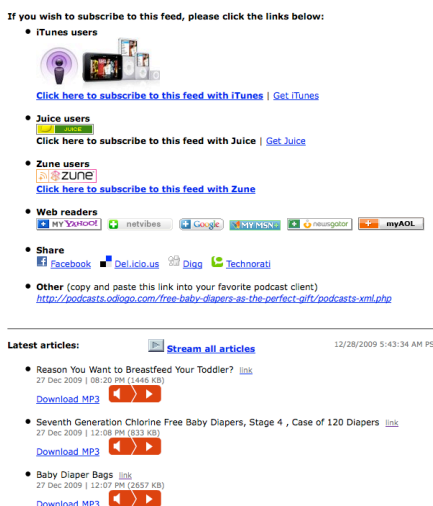 If you wish to subscribe to this feed, please click the links below:
iTunes users
Click here to subscribe to this feed with iTunes | Get iTunes
Juice users
JUICE
Click here to subscribe to this feed with Juice | Get Juice
Zune users
zune
Click here to subscribe to this feed with Zune
Web readers
MY YAHOO! netvibes Google MY MSN newsgator myAOL
Share
Facebook Del.icio.us Digg Technorati
Other (copy and paste this link into your favorite podcast client)
http://podcasts.odiogo.com/free-baby-diapers-as-the-perfect-gift/podcasts-xml.php
Latest articles: Stream all articles 12/28/2009 5:43:34 AM PS
Reason You Want to Breastfeed Your Toddler? link
27 Dec 2009 | 08:20 PM (1446 KB)
Download MP3
Seventh Generation Chlorine Free Baby Diapers, Stage 4 , Case of 120 Diapers link
27 Dec 2009 | 12:08 PM (833 KB)
Download MP3
Baby Diaper Bags link
27 Dec 2009 | 12:07 PM (2657 KB)
Download MP3